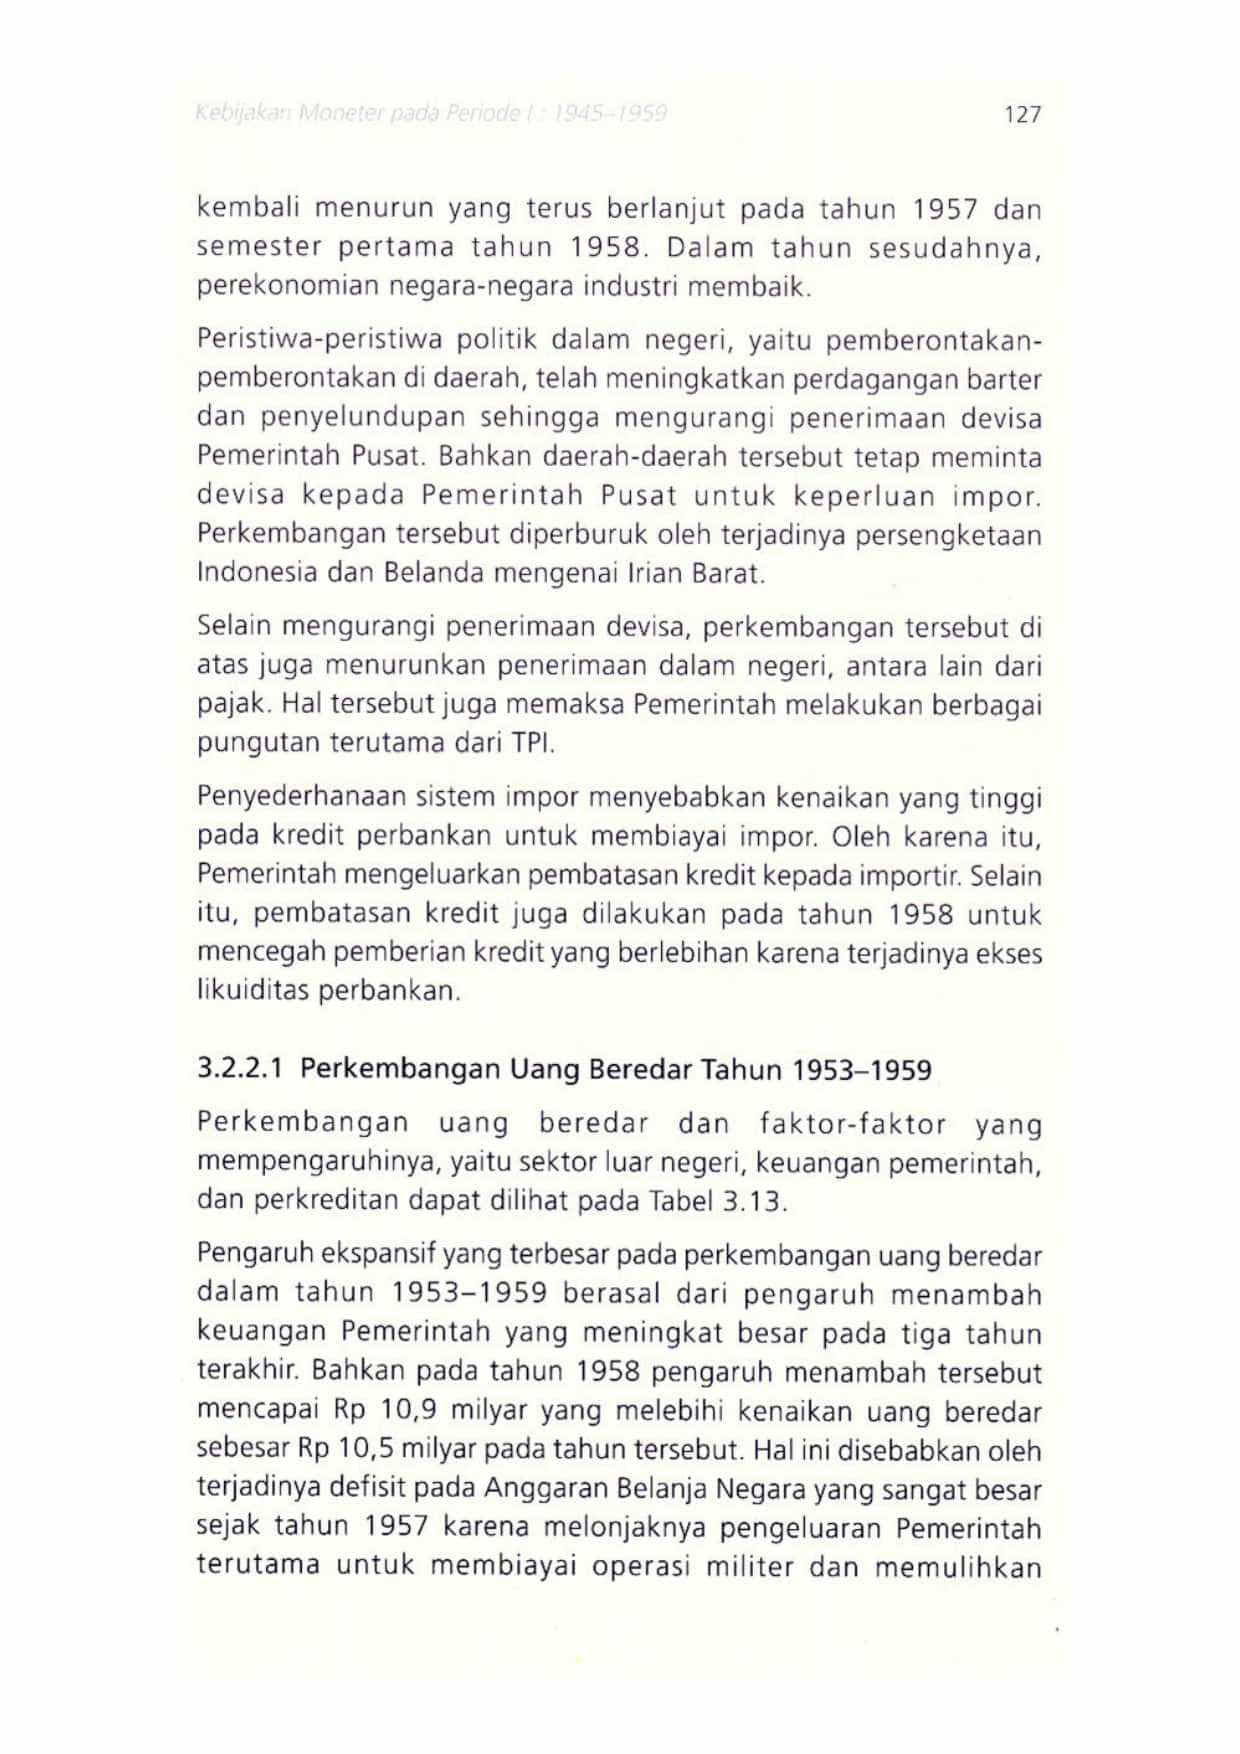 Kebijakan Moneter pada Periode I : 1945–1959 127
kembali menurun yang terus berlanjut pada tahun 1957 dan
semester pertama tahun 1958. Dalam tahun sesudahnya,
perekonomian negara-negara industri membaik.
Peristiwa-peristiwa politik dalam negeri, yaitu pemberontakan-
pemberontakan di daerah, telah meningkatkan perdagangan barter
dan penyelundupan sehingga mengurangi penerimaan devisa
Pemerintah Pusat. Bahkan daerah-daerah tersebut tetap meminta
devisa kepada Pemerintah Pusat untuk keperluan impor.
Perkembangan tersebut diperburuk oleh terjadinya persengketaan
Indonesia dan Belanda mengenai Irian Barat.
Selain mengurangi penerimaan devisa, perkembangan tersebut di
atas juga menurunkan penerimaan dalam negeri, antara lain dari
pajak. Hal tersebut juga memaksa Pemerintah melakukan berbagai
pungutan terutama dari TPI.
Penyederhanaan sistem impor menyebabkan kenaikan yang tinggi
pada kredit perbankan untuk membiayai impor. Oleh karena itu,
Pemerintah mengeluarkan pembatasan kredit kepada importir. Selain
itu, pembatasan kredit juga dilakukan pada tahun 1958 untuk
mencegah pemberian kredit yang berlebihan karena terjadinya ekses
likuiditas perbankan.
3.2.2.1 Perkembangan Uang Beredar Tahun 1953–1959
Perkembangan uang beredar dan faktor-faktor yang
mempengaruhinya, yaitu sektor luar negeri, keuangan pemerintah,
dan perkreditan dapat dilihat pada Tabel 3.13.
Pengaruh ekspansif yang terbesar pada perkembangan uang beredar
dalam tahun 1953–1959 berasal dari pengaruh menambah
keuangan Pemerintah yang meningkat besar pada tiga tahun
terakhir. Bahkan pada tahun 1958 pengaruh menambah tersebut
mencapai Rp 10,9 milyar yang melebihi kenaikan uang beredar
sebesar Rp 10,5 milyar pada tahun tersebut. Hal ini disebabkan oleh
terjadinya defisit pada Anggaran Belanja Negara yang sangat besar
sejak tahun 1957 karena melonjaknya pengeluaran Pemerintah
terutama untuk membiayai operasi militer dan memulihkan